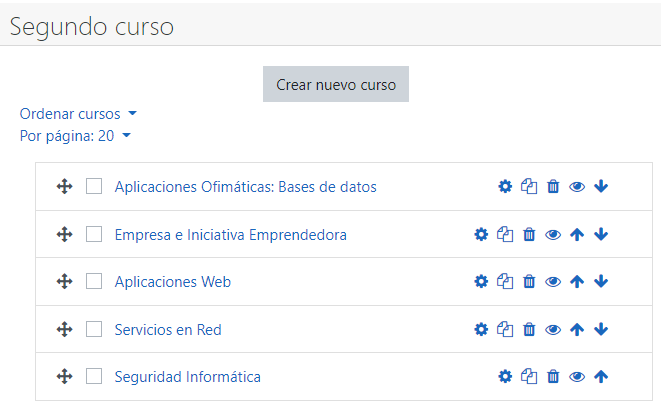 Segundo curso
Crear nuevo curso
Ordenar cursos
Por página: 20
Aplicaciones Ofimáticas: Bases de datos
Empresa e Iniciativa Emprendedora
Aplicaciones Web
Servicios en Red
Seguridad Informática